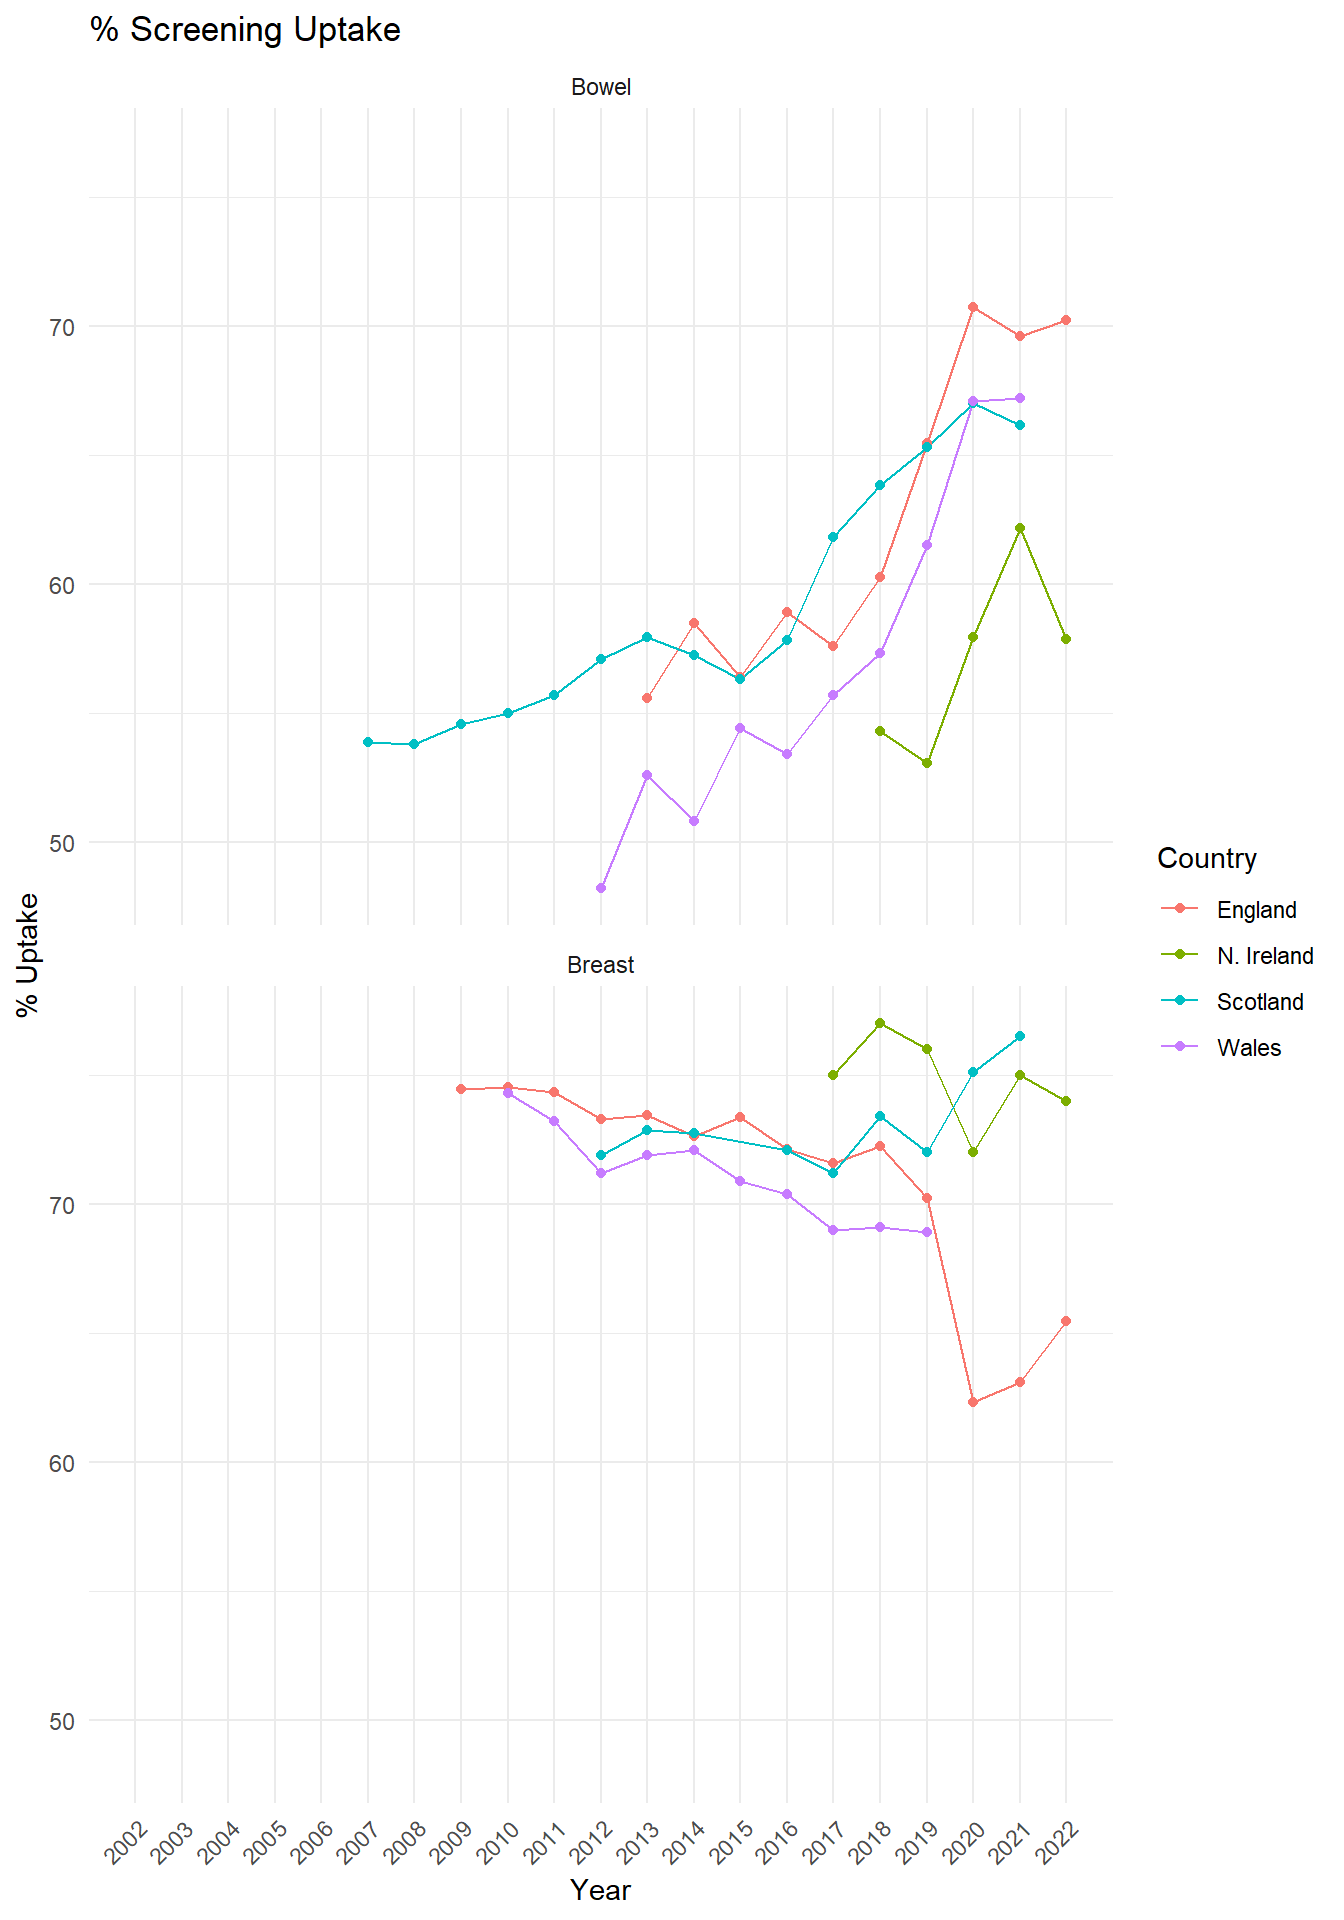 % Screening Uptake
Bowel
70
60
50
Breast
70
60
50
% Uptake
2002 2003 2004 2005 2006 2007 2008 2009 2010 2011 2012 2013 2014 2015 2016 2017 2018 2019 2020 2021 2022
Year
Country
England
N. Ireland
Scotland
Wales